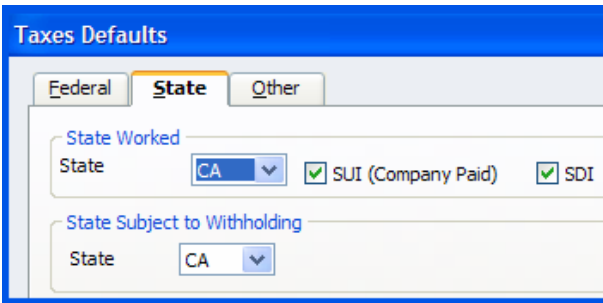 Taxes Defaults
Federal State Other
State Worked
State CA SUI (Company Paid) SDI
State Subject to Withholding
State CA